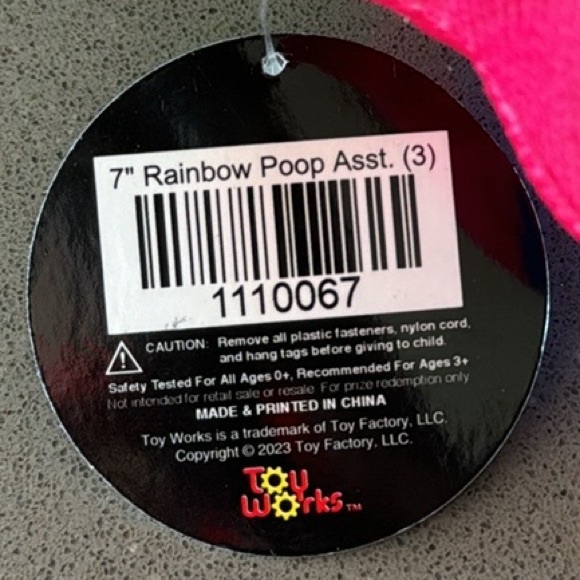 7" Rainbow Poop Asst. (3)
1110067
CAUTION: Remove all plastic fasteners, nylon cord,
and hang tags before giving to child.
Safety Tested For All Ages 0+, Recommended For Ages 3+
Not intended for retail sale or resale. For prize redemption only.
MADE & PRINTED IN CHINA
Toy Works is a trademark of Toy Factory, LLC.
Copyright © 2023 Toy Factory, LLC.
Toy
Works™